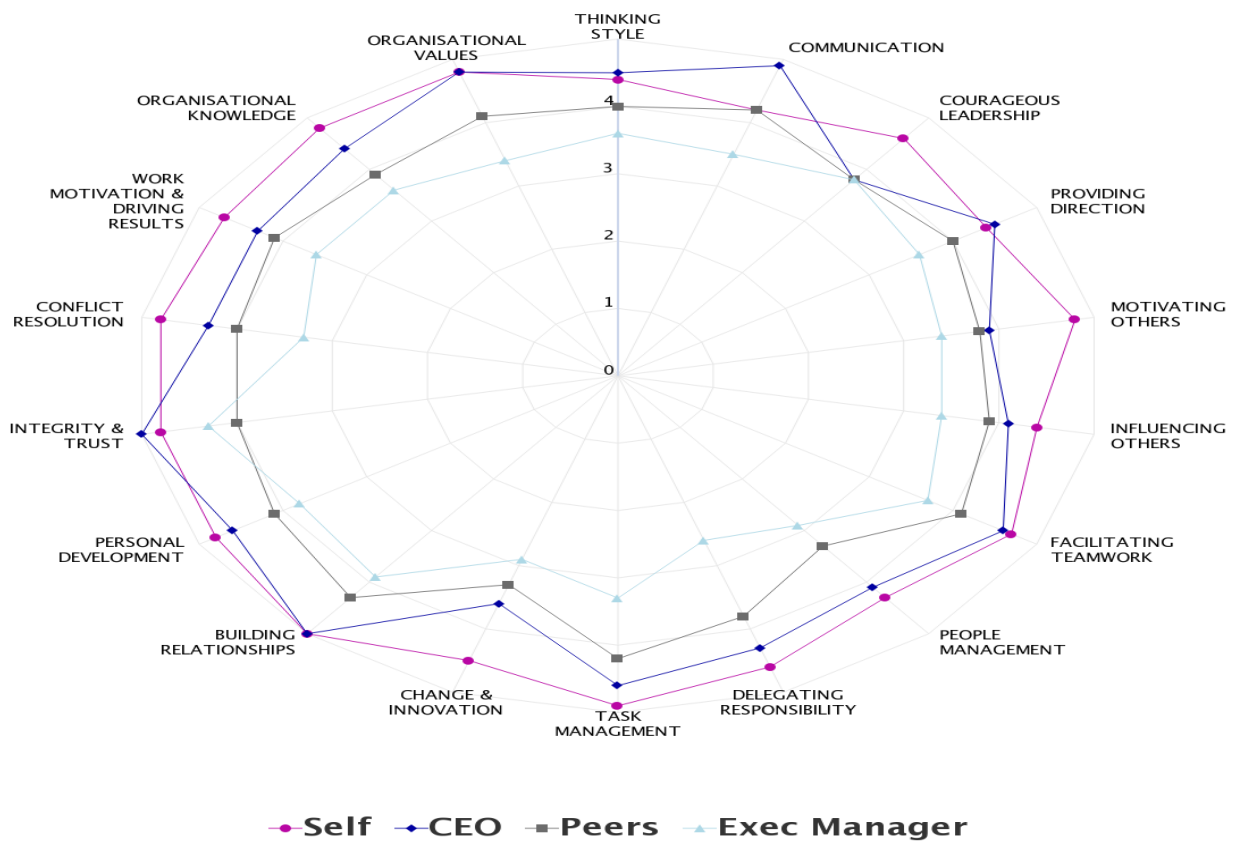 THINKING
STYLE
COMMUNICATION
COURAGEOUS
LEADERSHIP
PROVIDING
DIRECTION
MOTIVATING
OTHERS
INFLUENCING
OTHERS
FACILITATING
TEAMWORK
PEOPLE
MANAGEMENT
DELEGATING
RESPONSIBILITY
TASK
MANAGEMENT
CHANGE &
INNOVATION
BUILDING
RELATIONSHIPS
PERSONAL
DEVELOPMENT
INTEGRITY &
TRUST
CONFLICT
RESOLUTION
WORK
MOTIVATION &
DRIVING
RESULTS
ORGANISATIONAL
KNOWLEDGE
ORGANISATIONAL
VALUES
4
3
2
1
0
Self CEO Peers Exec Manager